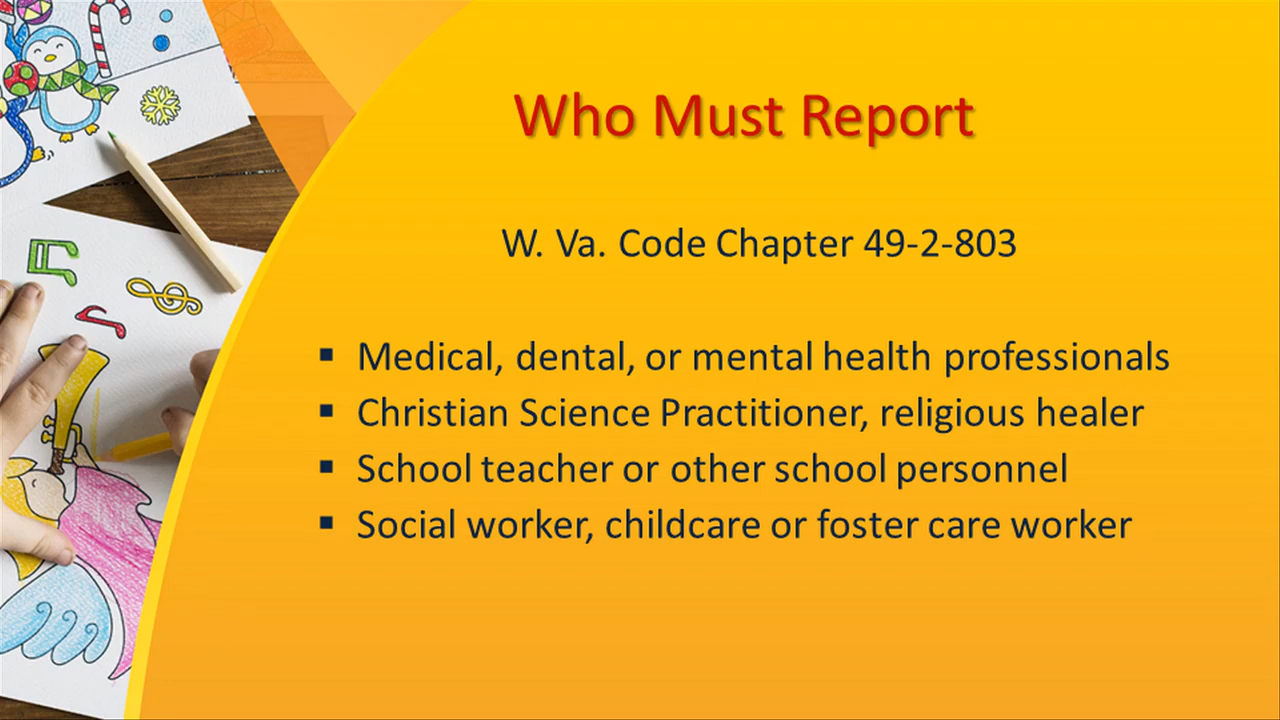 Who Must Report
W. Va. Code Chapter 49-2-803
▪ Medical, dental, or mental health professionals
▪ Christian Science Practitioner, religious healer
▪ School teacher or other school personnel
▪ Social worker, childcare or foster care worker